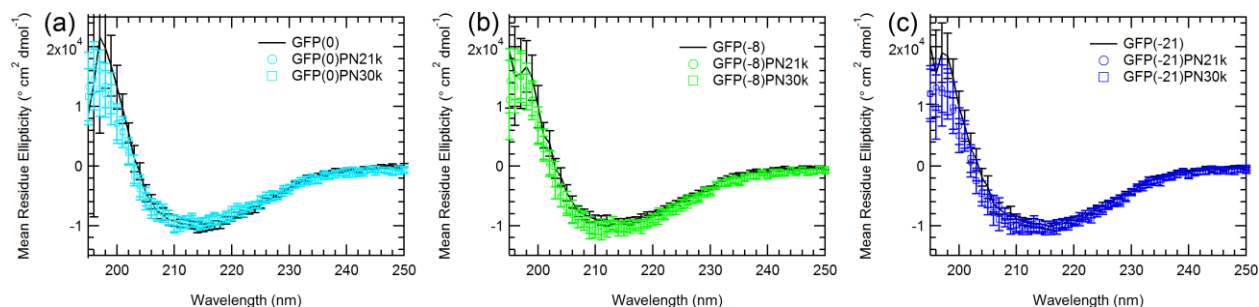 (a)
GFP(0)
GFP(0)PN21k
GFP(0)PN30k
Mean Residue Ellipticity (° cm² dmol⁻¹)
2x10⁴
1
0
-1
200 210 220 230 240 250
Wavelength (nm)
(b)
GFP(-8)
GFP(-8)PN21k
GFP(-8)PN30k
Mean Residue Ellipticity (° cm² dmol⁻¹)
2x10⁴
1
0
-1
200 210 220 230 240 250
Wavelength (nm)
(c)
GFP(-21)
GFP(-21)PN21k
GFP(-21)PN30k
Mean Residue Ellipticity (° cm² dmol⁻¹)
2x10⁴
1
0
-1
200 210 220 230 240 250
Wavelength (nm)